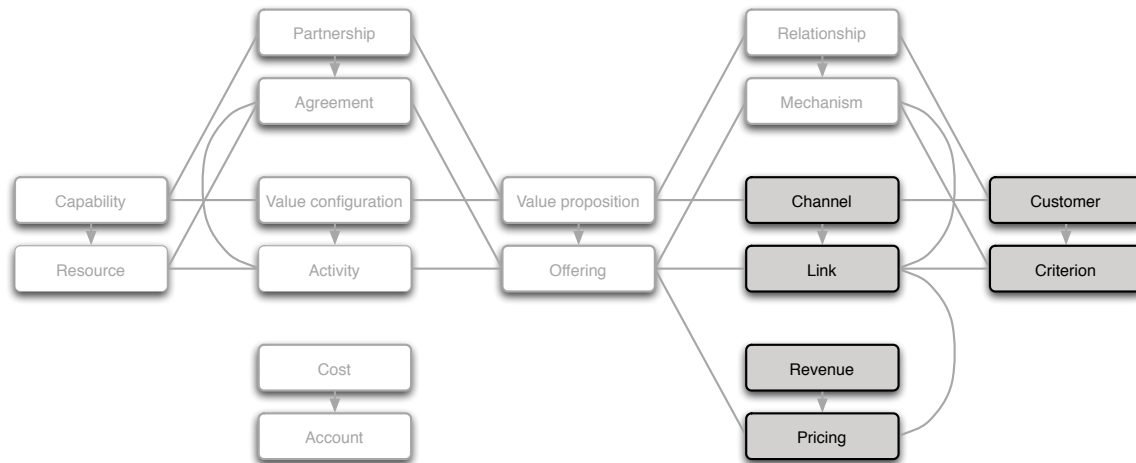 Partnership
Relationship
Agreement
Mechanism
Capability
Value configuration
Value proposition
Channel
Customer
Resource
Activity
Offering
Link
Criterion
Cost
Revenue
Account
Pricing